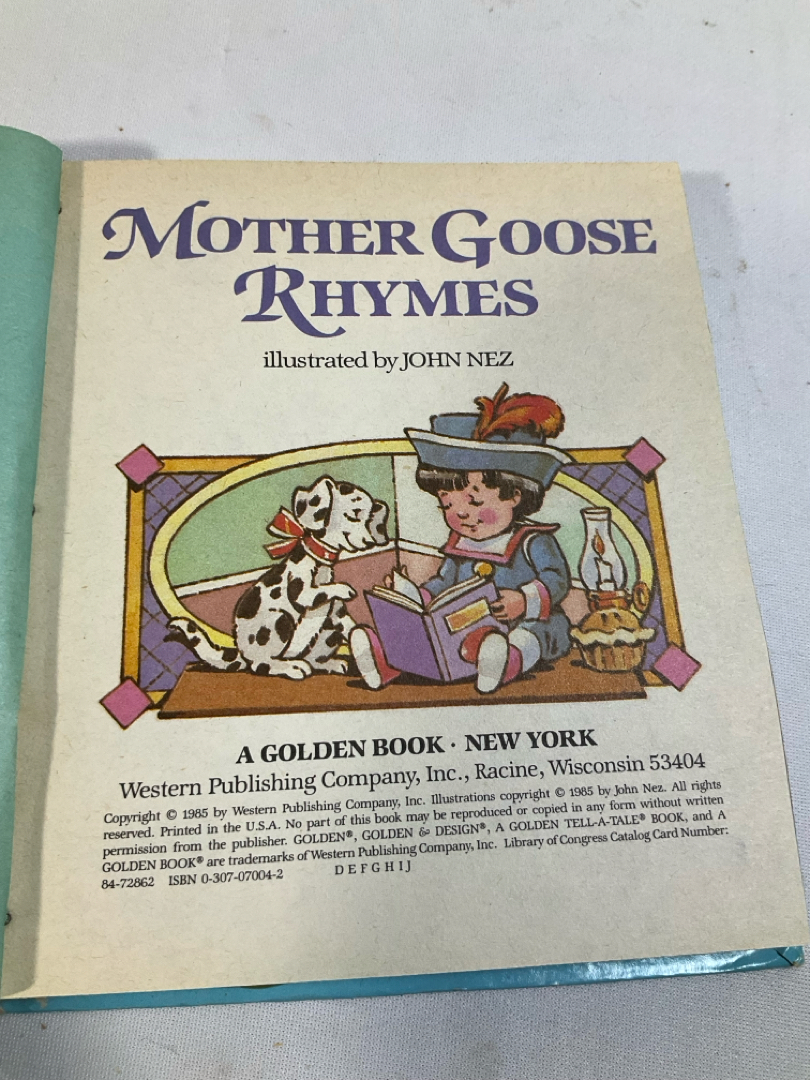 MOTHER GOOSE
RHYMES
illustrated by JOHN NEZ
A GOLDEN BOOK · NEW YORK
Western Publishing Company, Inc., Racine, Wisconsin 53404
Copyright © 1985 by Western Publishing Company, Inc. Illustrations copyright © 1985 by John Nez. All rights
reserved. Printed in the U.S.A. No part of this book may be reproduced or copied in any form without written
permission from the publisher. GOLDEN®, GOLDEN & DESIGN®, A GOLDEN TELL-A-TALE® BOOK, and A
GOLDEN BOOK® are trademarks of Western Publishing Company, Inc. Library of Congress Catalog Card Number:
84-72862 ISBN 0-307-07004-2 D E F G H I J